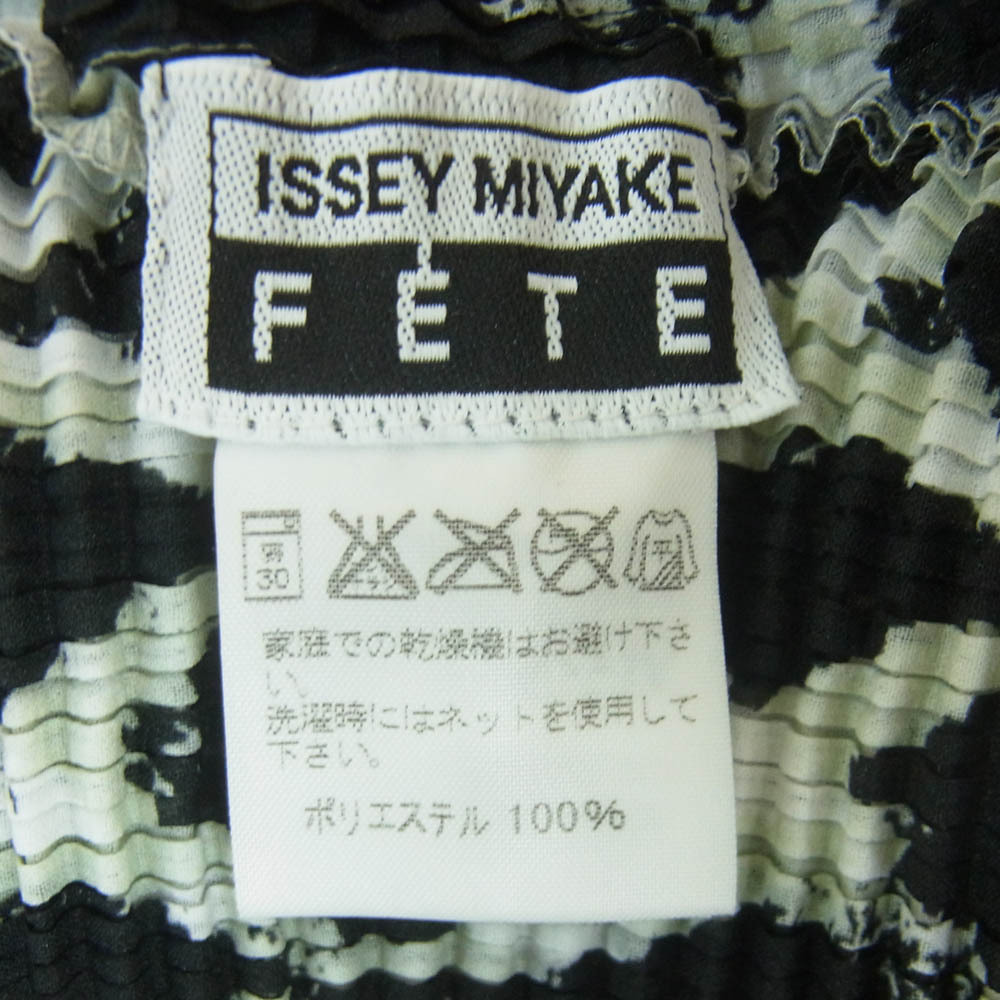 ISSEY MIYAKE
FÉTE
弱
30
家庭での乾燥機はお避け下さ
い。
洗濯時にはネットを使用して
下さい。
ポリエステル 100%